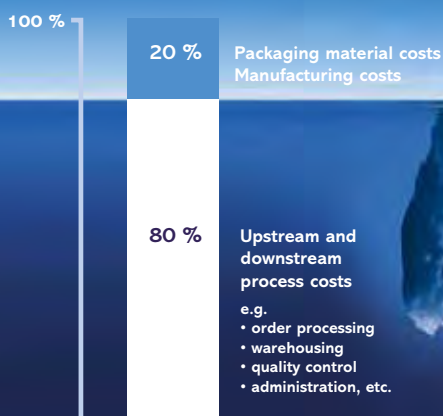 100 %
20 %
Packaging material costs
Manufacturing costs
80 %
Upstream and
downstream
process costs
e.g.
• order processing
• warehousing
• quality control
• administration, etc.